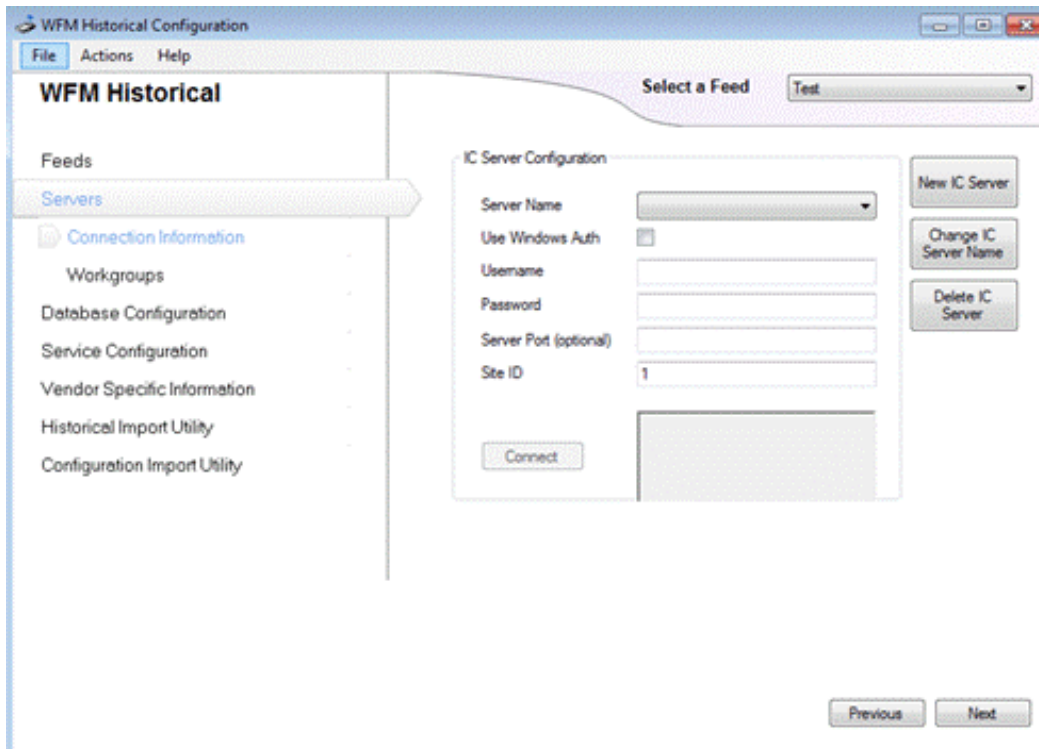 WFM Historical Configuration
File Actions Help
WFM Historical
Select a Feed
Test
Feeds
Servers
Connection Information
Workgroups
Database Configuration
Service Configuration
Vendor Specific Information
Historical Import Utility
Configuration Import Utility
IC Server Configuration
Server Name
Use Windows Auth
Username
Password
Server Port (optional)
Site ID
1
Connect
New IC Server
Change IC
Server Name
Delete IC
Server
Previous
Next